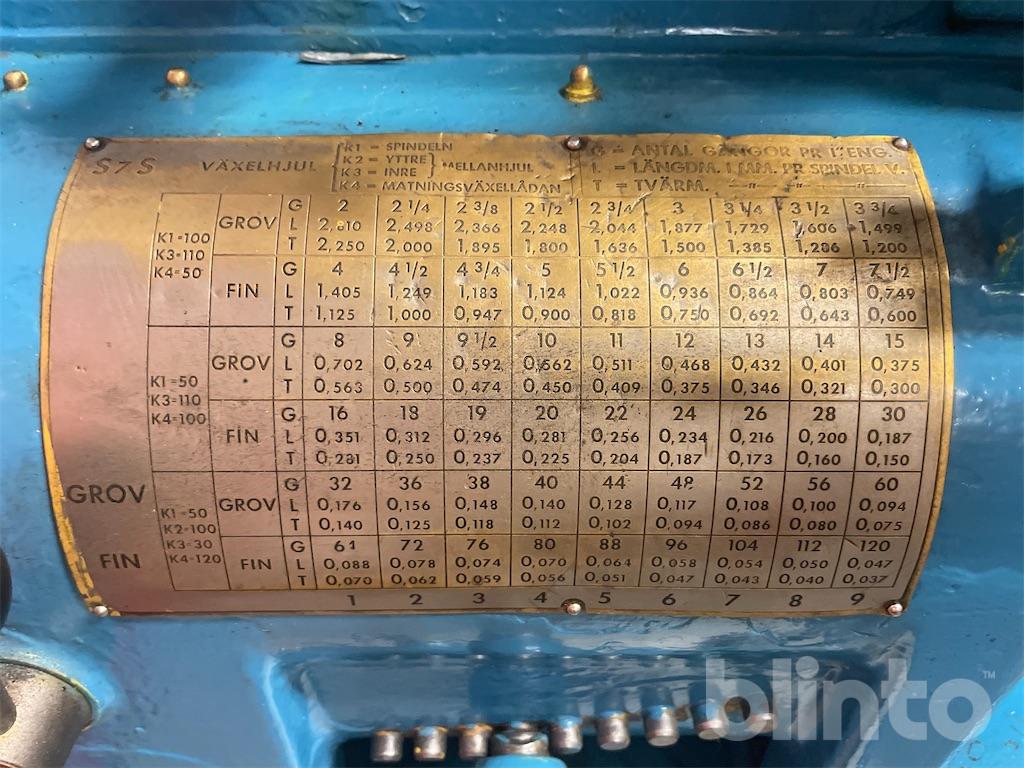 S7S VÄXELHJUL K1 = SPINDELN G = ANTAL GÄNGOR PR 1" ENG.
K2 = YTTRE MELLANHJUL L = LÄNGDM. I MM. PR SPINDEL V.
K3 = INRE T = TVÄRM. —"— —"— —"—
K4 = MATNINGSVÄXELLÅDAN
G 2 2 1/4 2 3/8 2 1/2 2 3/4 3 3 1/4 3 1/2 3 3/4
K1=100 GROV L 2,810 2,498 2,366 2,248 2,044 1,877 1,729 1,606 1,499
K3=110 T 2,250 2,000 1,895 1,800 1,636 1,500 1,385 1,286 1,200
K4=50 G 4 4 1/2 4 3/4 5 5 1/2 6 6 1/2 7 7 1/2
FIN L 1,405 1,249 1,183 1,124 1,022 0,936 0,864 0,803 0,749
T 1,125 1,000 0,947 0,900 0,818 0,750 0,692 0,643 0,600
G 8 9 9 1/2 10 11 12 13 14 15
GROV L 0,702 0,624 0,592 0,562 0,511 0,468 0,432 0,401 0,375
K1=50 T 0,563 0,500 0,474 0,450 0,409 0,375 0,346 0,321 0,300
K3=110
K4=100 G 16 18 19 20 22 24 26 28 30
FIN L 0,351 0,312 0,296 0,281 0,256 0,234 0,216 0,200 0,187
T 0,281 0,250 0,237 0,225 0,204 0,187 0,173 0,160 0,150
GROV G 32 36 38 40 44 48 52 56 60
K1=50 GROV L 0,176 0,156 0,148 0,140 0,128 0,117 0,108 0,100 0,094
K2=100 T 0,140 0,125 0,118 0,112 0,102 0,094 0,086 0,080 0,075
K3=30 G 61 72 76 80 88 96 104 112 120
FIN K4=120 FIN L 0,088 0,078 0,074 0,070 0,064 0,058 0,054 0,050 0,047
T 0,070 0,062 0,059 0,056 0,051 0,047 0,043 0,040 0,037
1 2 3 4 5 6 7 8 9
blinto™